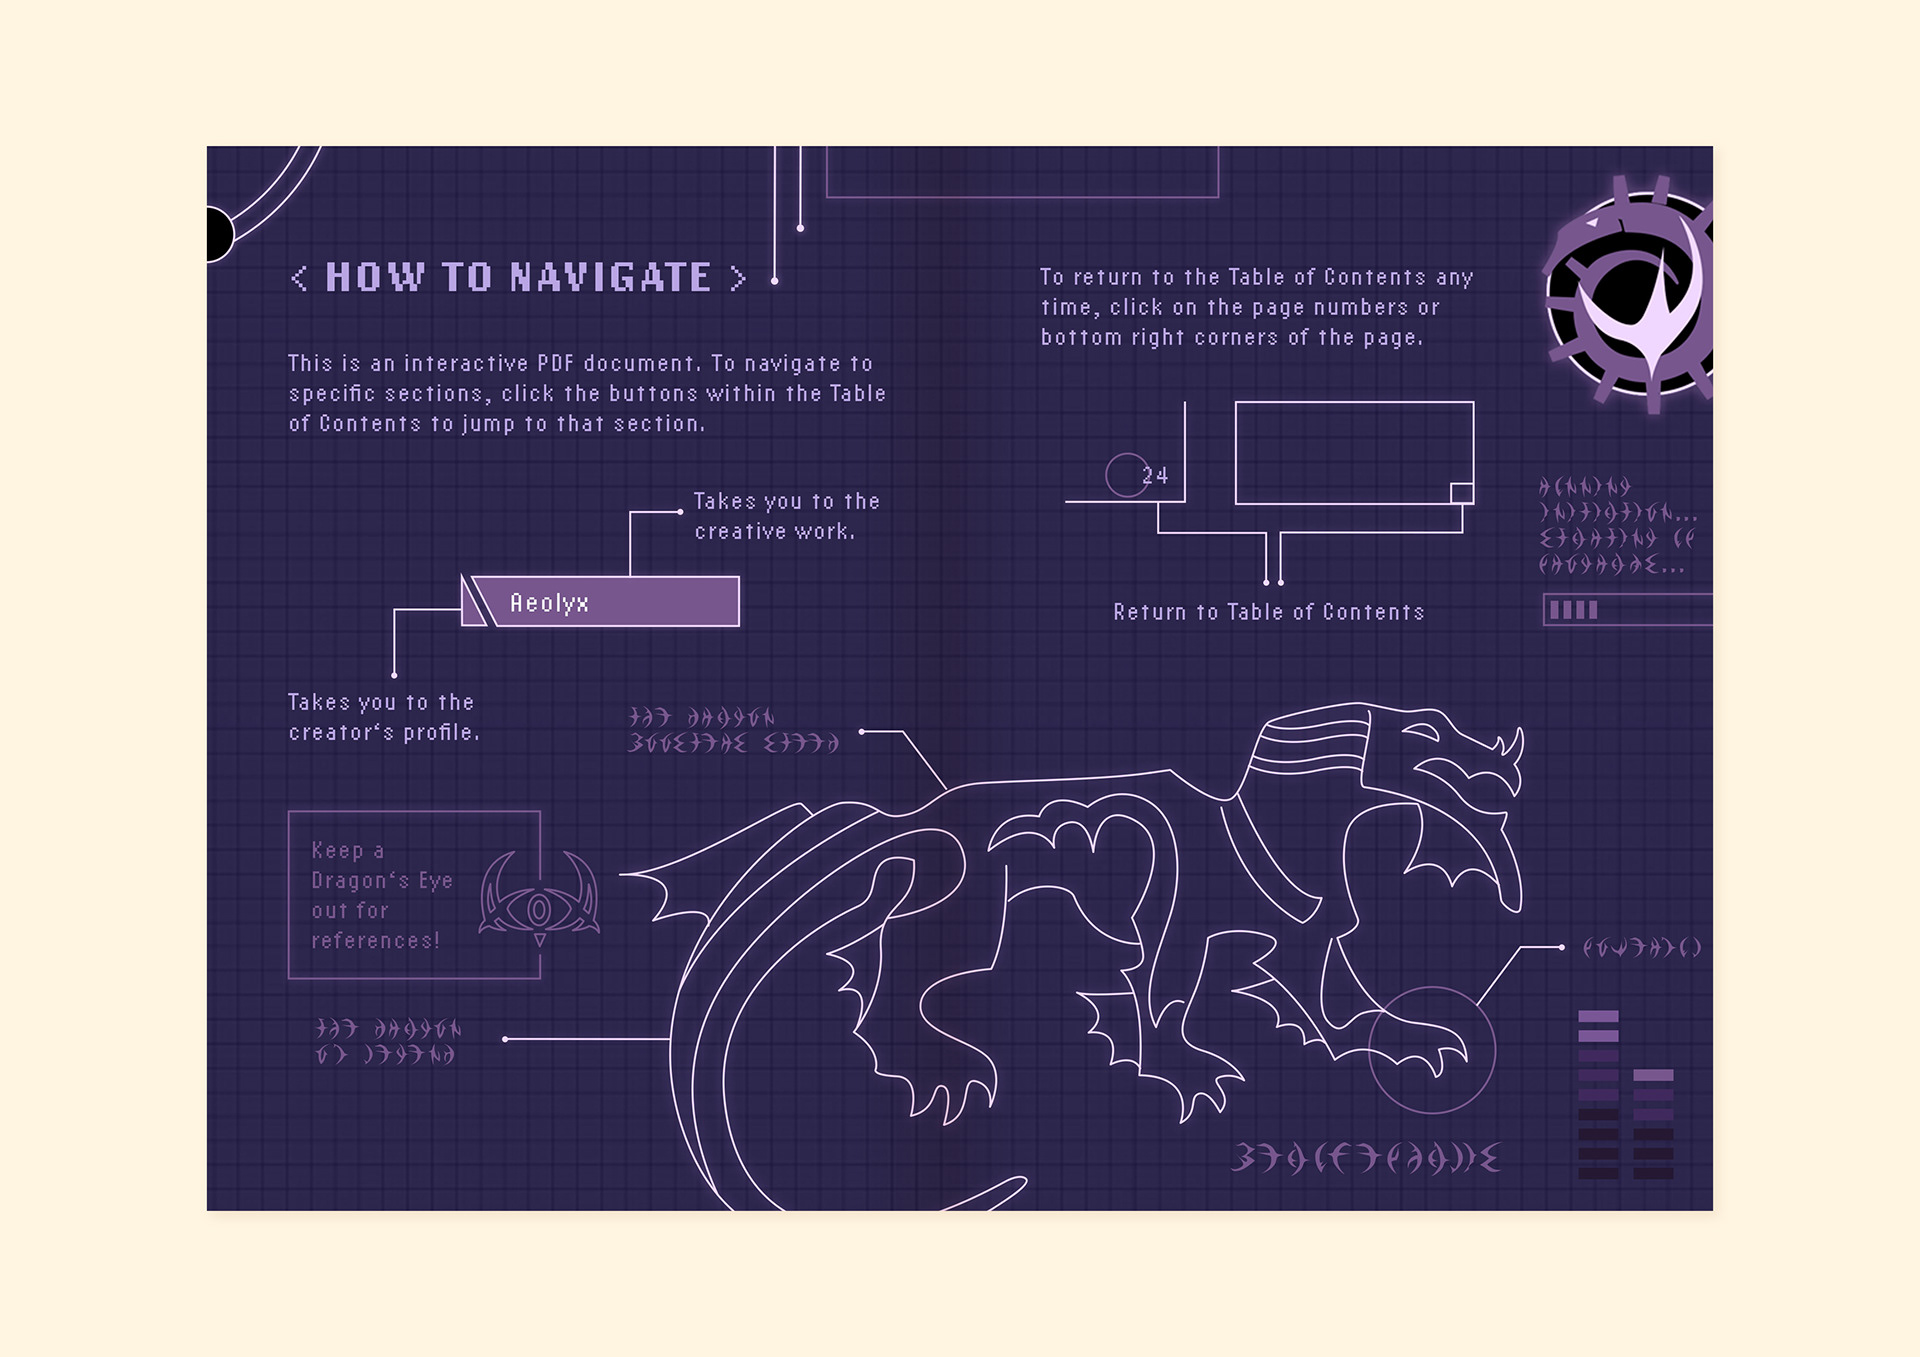 < HOW TO NAVIGATE >
This is an interactive PDF document. To navigate to
specific sections, click the buttons within the Table
of Contents to jump to that section.
Takes you to the
creative work.
Aeolyx
Takes you to the
creator‘s profile.
Keep a
Dragon‘s Eye
out for
references!
To return to the Table of Contents any
time, click on the page numbers or
bottom right corners of the page.
24
Return to Table of Contents